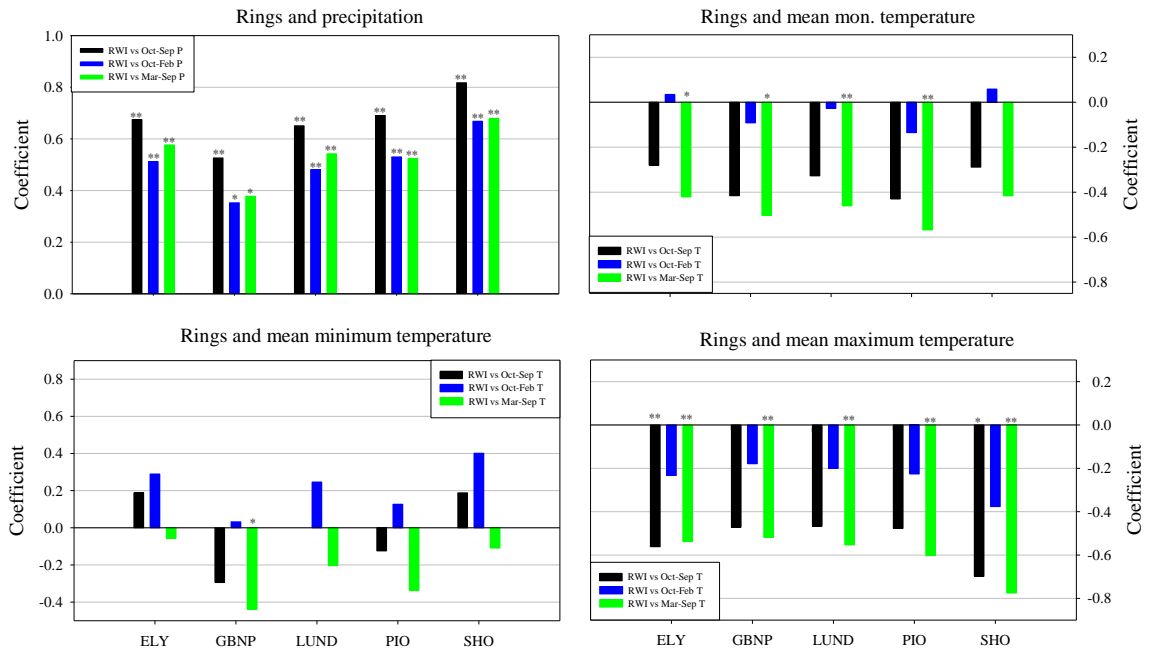 Rings and precipitation
1.0
0.8
0.6
0.4
0.2
0.0
Coefficient
RWI vs Oct-Sep P
RWI vs Oct-Feb P
RWI vs Mar-Sep P
** ** ** ** * * ** ** ** ** ** ** ** ** **
Rings and mean mon. temperature
0.2
0.0
-0.2
-0.4
-0.6
-0.8
Coefficient
* * ** **
RWI vs Oct-Sep T
RWI vs Oct-Feb T
RWI vs Mar-Sep T
Rings and mean minimum temperature
0.8
0.6
0.4
0.2
0.0
-0.2
-0.4
Coefficient
RWI vs Oct-Sep T
RWI vs Oct-Feb T
RWI vs Mar-Sep T
*
ELY GBNP LUND PIO SHO
Rings and mean maximum temperature
0.2
0.0
-0.2
-0.4
-0.6
-0.8
Coefficient
** ** ** ** ** * **
RWI vs Oct-Sep T
RWI vs Oct-Feb T
RWI vs Mar-Sep T
ELY GBNP LUND PIO SHO